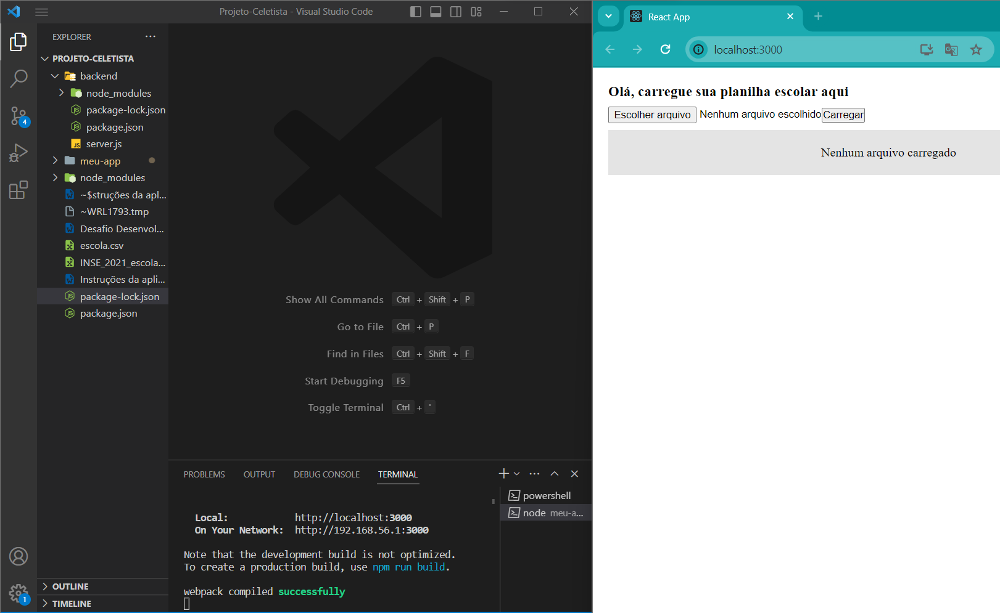 Projeto-Celetista - Visual Studio Code
EXPLORER
PROJETO-CELETISTA
backend
node_modules
package-lock.json
package.json
JS server.js
meu-app
node_modules
~$struções da apl...
~WRL1793.tmp
Desafio Desenvol...
escola.csv
INSE_2021_escola...
Instruções da apli...
package-lock.json
package.json
4
OUTLINE
TIMELINE
1
Show All Commands Ctrl + Shift + P
Go to File Ctrl + P
Find in Files Ctrl + Shift + F
Start Debugging F5
Toggle Terminal Ctrl + '
PROBLEMS OUTPUT DEBUG CONSOLE TERMINAL
powershell
node meu-a...
Local: http://localhost:3000
On Your Network: http://192.168.56.1:3000
Note that the development build is not optimized.
To create a production build, use npm run build.
webpack compiled successfully
React App
localhost:3000
Olá, carregue sua planilha escolar aqui
Escolher arquivo Nenhum arquivo escolhido Carregar
Nenhum arquivo carregado